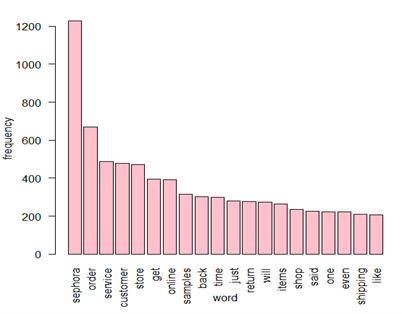 1200
1000
800
600
400
200
0
frequency
sephora
order
service
customer
store
get
online
samples
back
time
just
return
will
items
shop
said
one
even
shipping
like
word